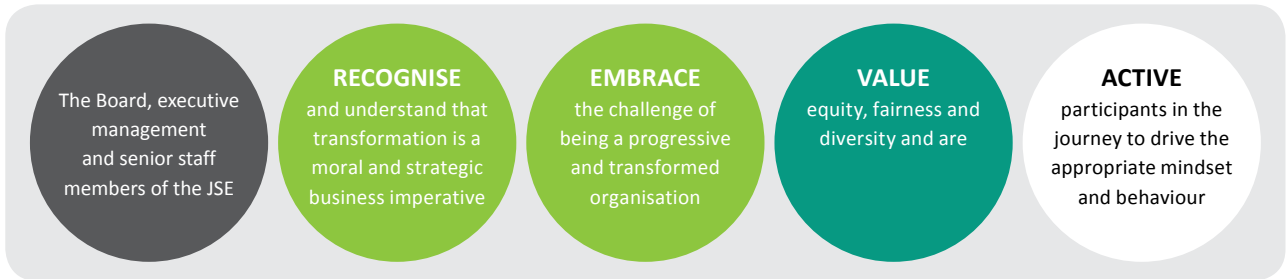 The Board, executive
management
and senior staff
members of the JSE
RECOGNISE
and understand that
transformation is a
moral and strategic
business imperative
EMBRACE
the challenge of
being a progressive
and transformed
organisation
VALUE
equity, fairness and
diversity and are
ACTIVE
participants in the
journey to drive the
appropriate mindset
and behaviour